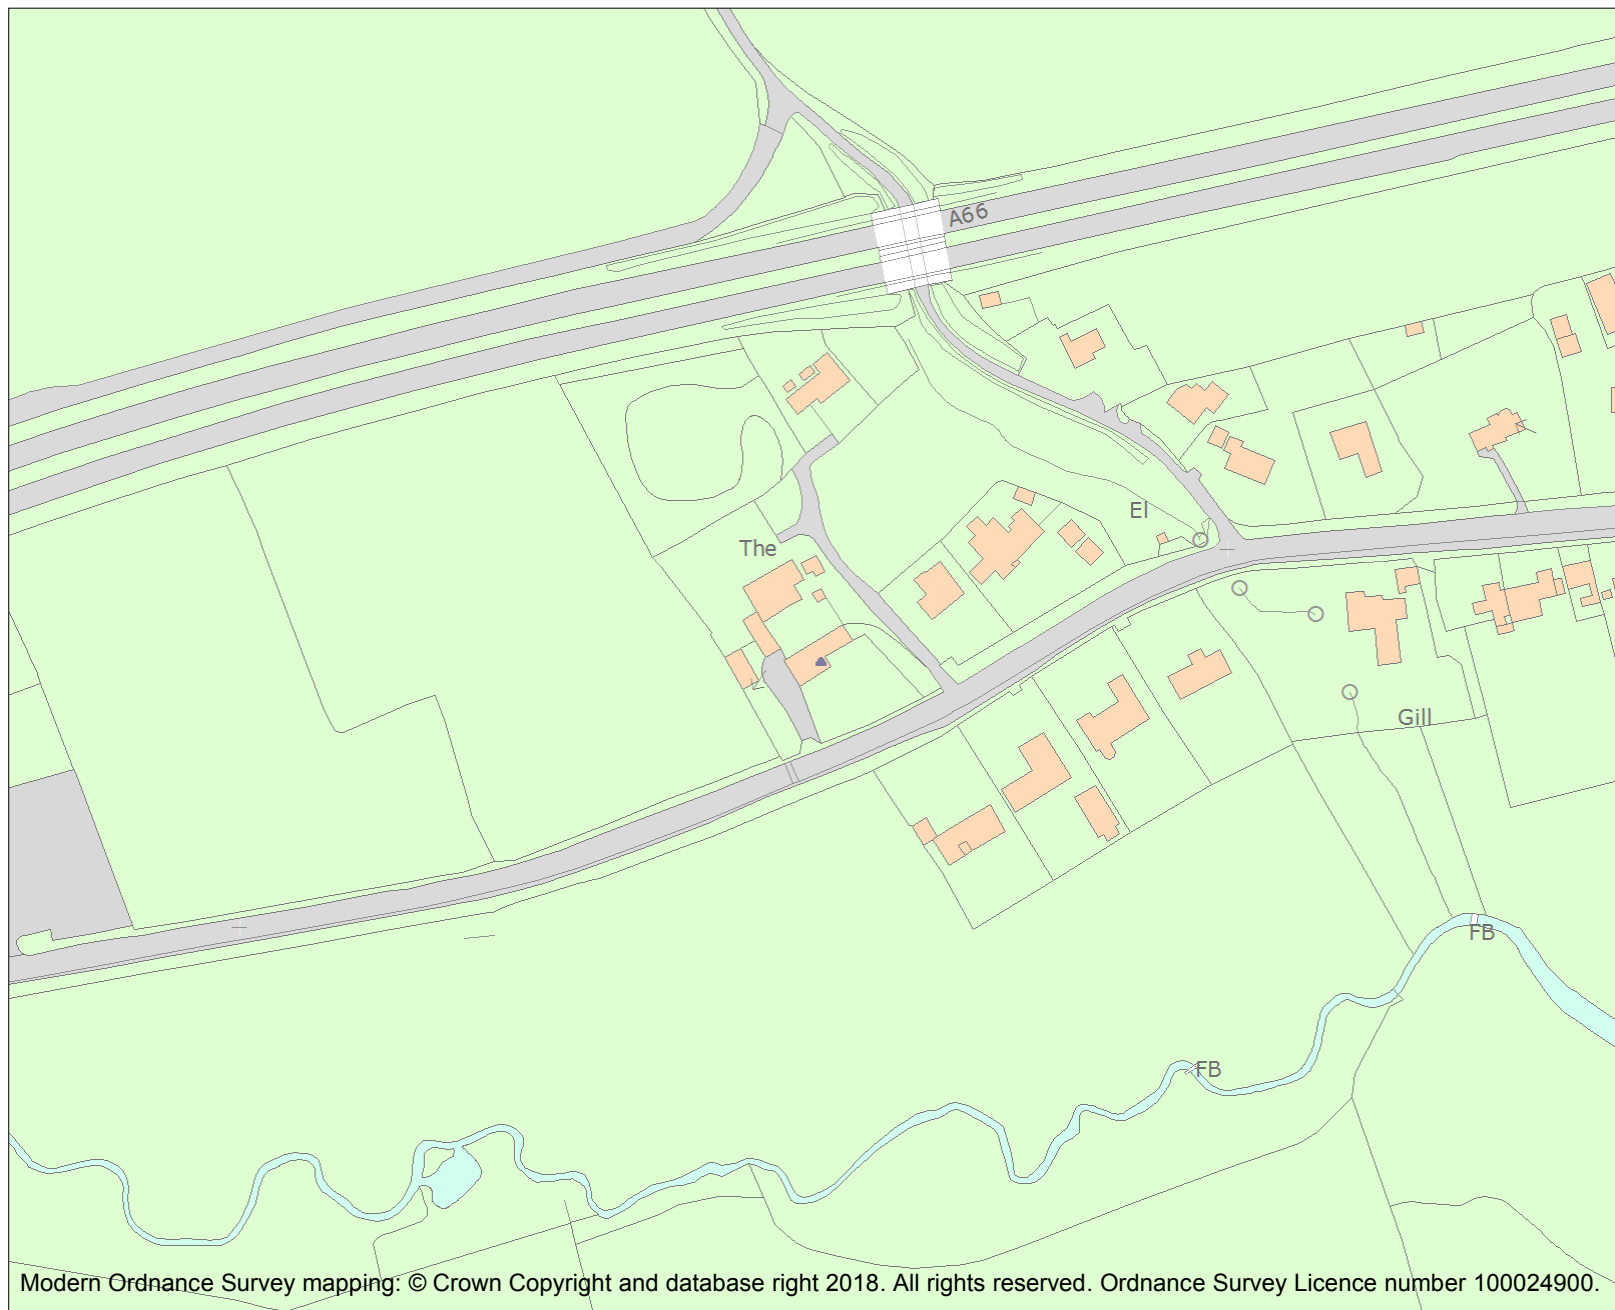 A66
El
The
Gill
FB
FB
Modern Ordnance Survey mapping: © Crown Copyright and database right 2018. All rights reserved. Ordnance Survey Licence number 100024900.